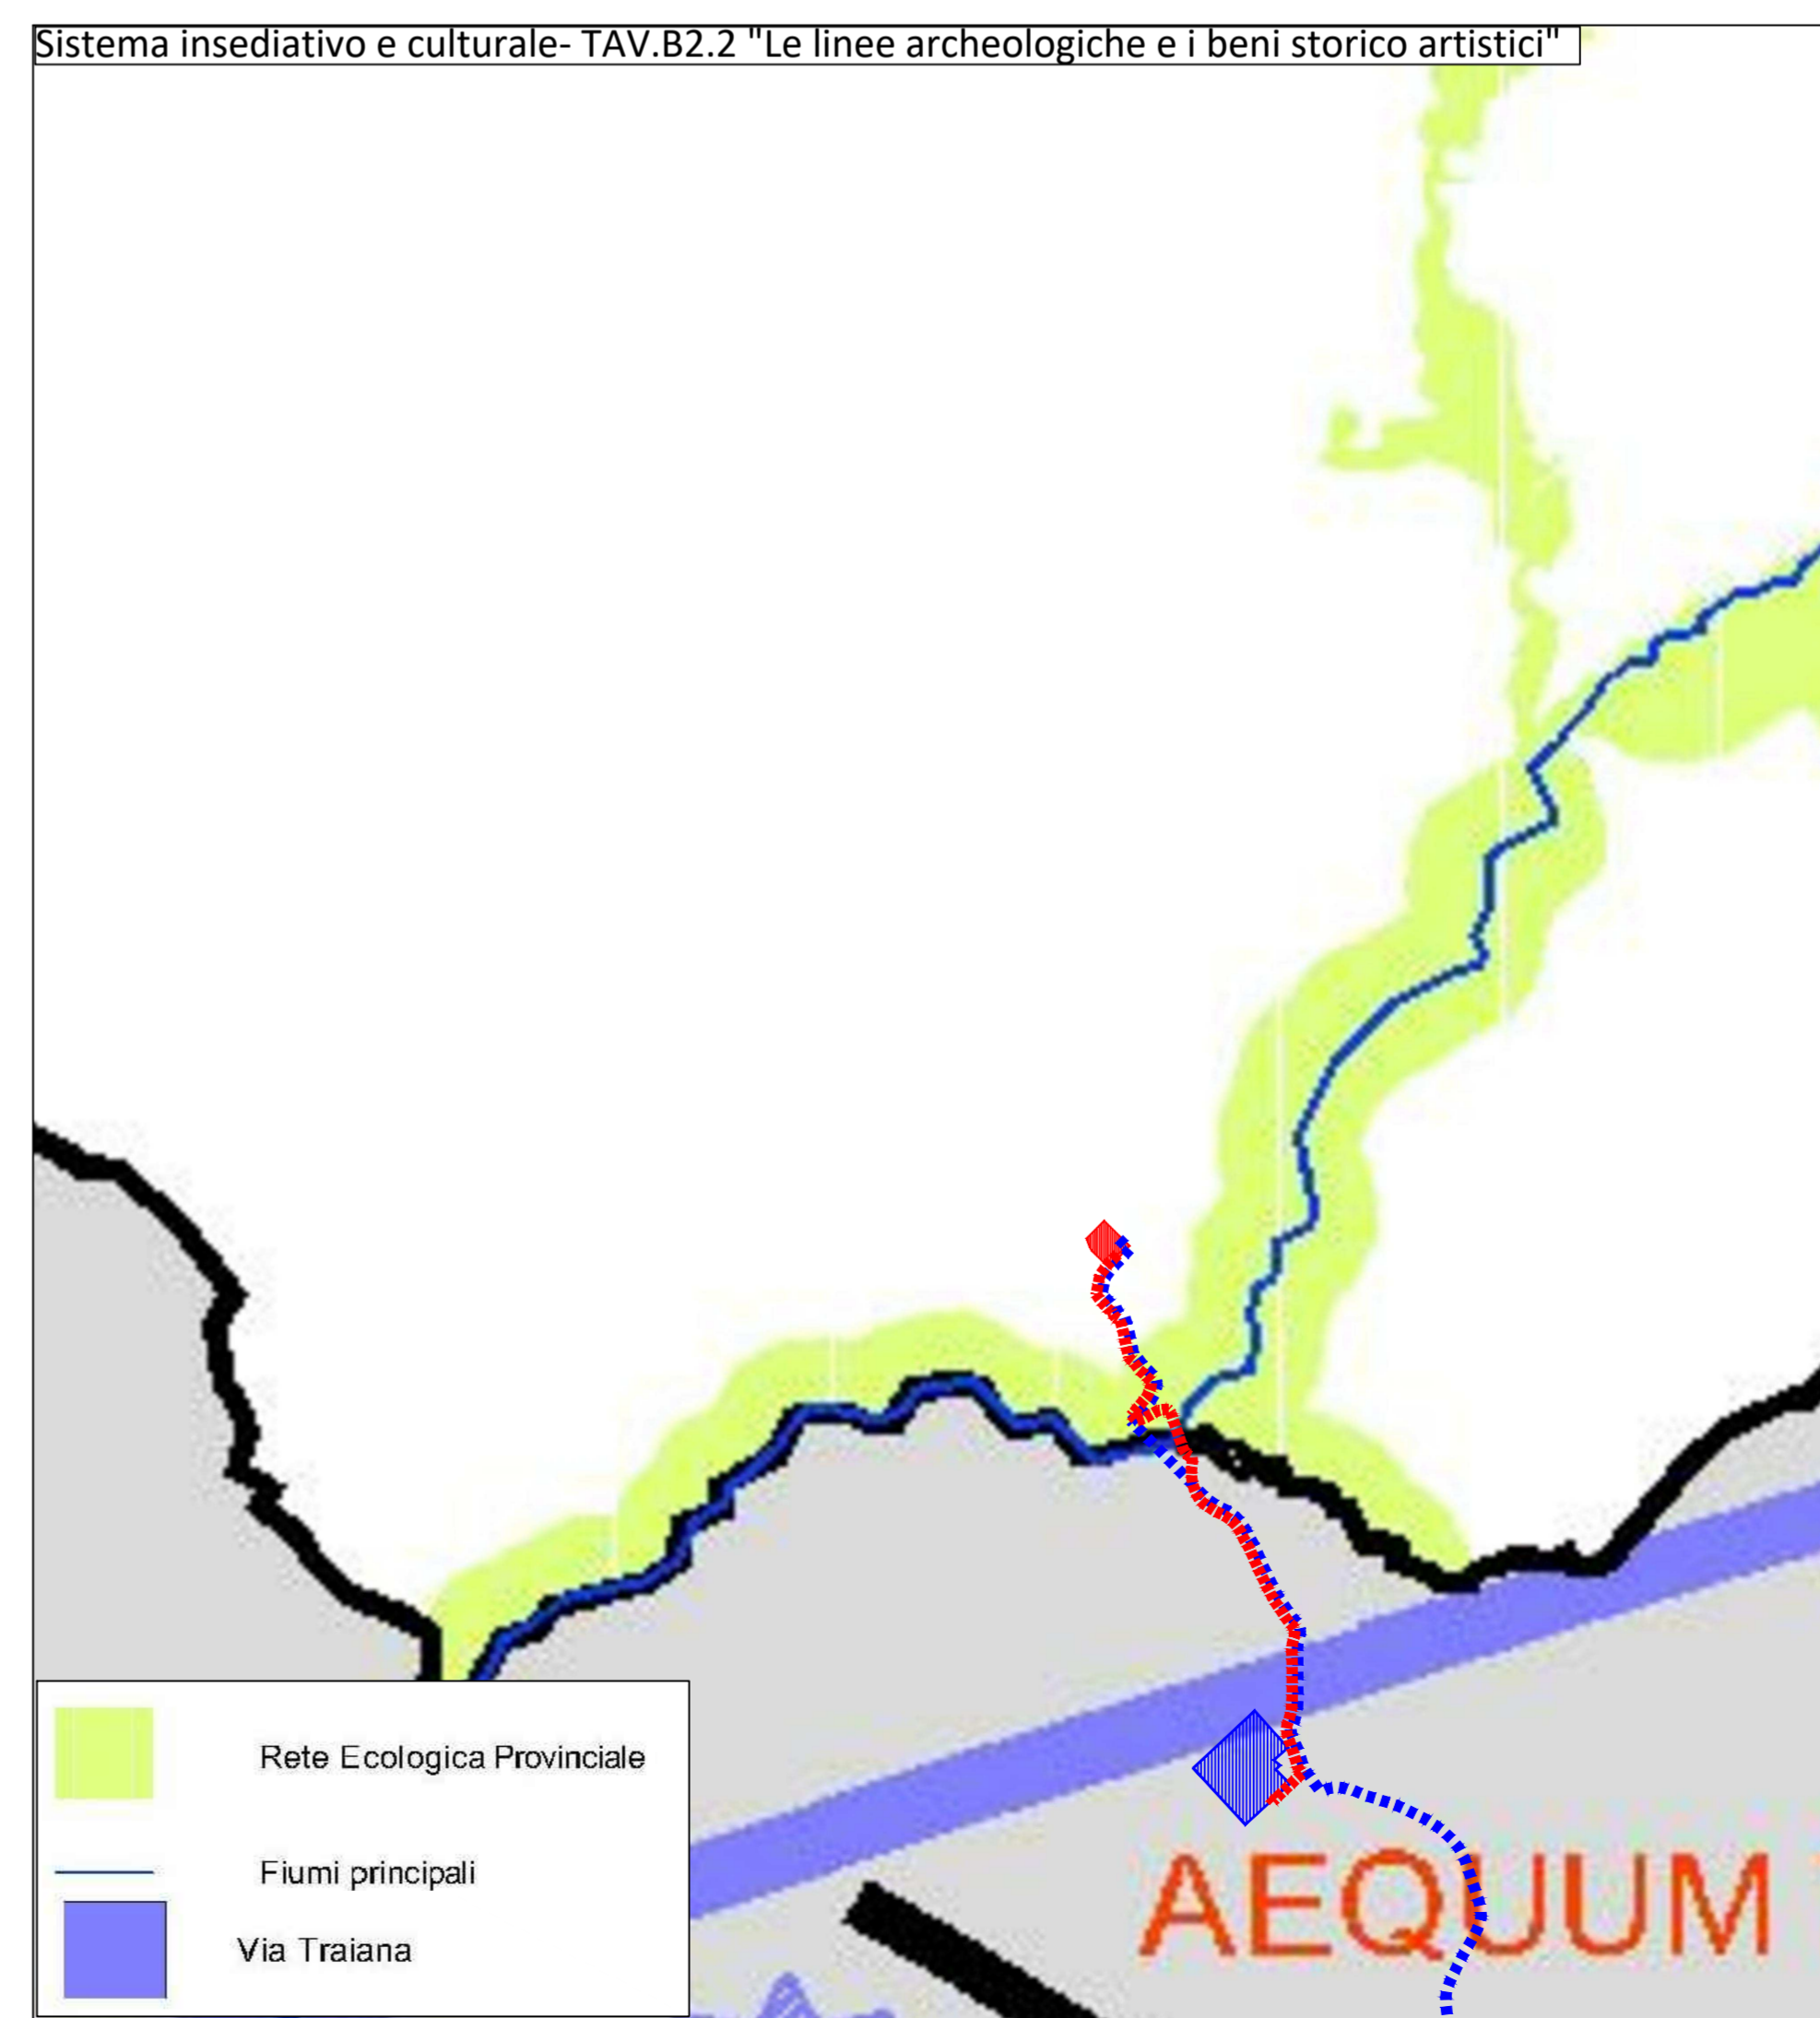 Sistema insediativo e culturale- TAV.B2.2 "Le linee archeologiche e i beni storico artistici"
AEQUUM
Rete Ecologica Provinciale
Fiumi principali
Via Traiana